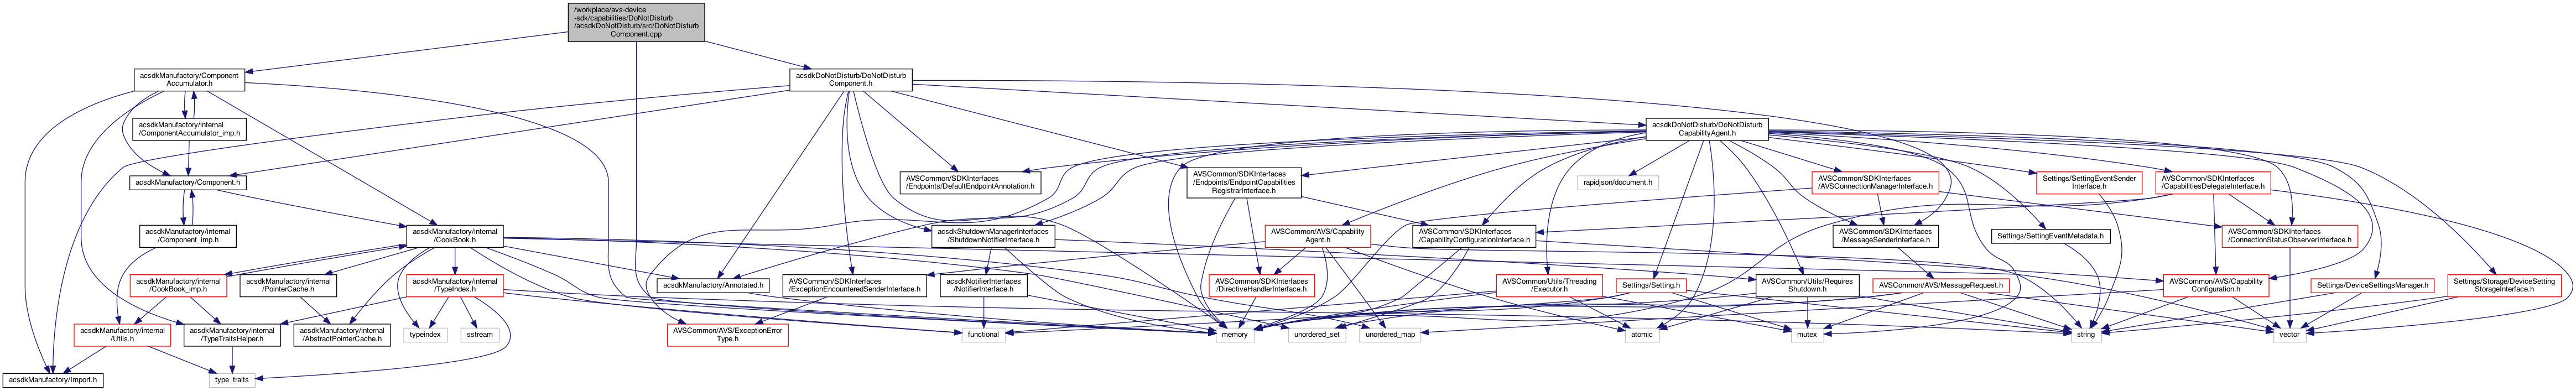 /workplace/avs-device
-sdk/capabilities/DoNotDisturb
/acsdkDoNotDisturb/src/DoNotDisturb
Component.cpp
acsdkManufactory/Component
Accumulator.h
acsdkDoNotDisturb/DoNotDisturb
Component.h
acsdkManufactory/internal
/ComponentAccumulator_imp.h
acsdkDoNotDisturb/DoNotDisturb
CapabilityAgent.h
acsdkManufactory/Component.h
AVSCommon/SDKInterfaces
/Endpoints/DefaultEndpointAnnotation.h
AVSCommon/SDKInterfaces
/Endpoints/EndpointCapabilities
RegistrarInterface.h
rapidjson/document.h
AVSCommon/SDKInterfaces
/AVSConnectionManagerInterface.h
Settings/SettingEventSender
Interface.h
AVSCommon/SDKInterfaces
/CapabilitiesDelegateInterface.h
acsdkManufactory/internal
/Component_imp.h
acsdkManufactory/internal
/CookBook.h
acsdkShutdownManagerInterfaces
/ShutdownNotifierInterface.h
AVSCommon/AVS/Capability
Agent.h
AVSCommon/SDKInterfaces
/CapabilityConfigurationInterface.h
AVSCommon/SDKInterfaces
/MessageSenderInterface.h
Settings/SettingEventMetadata.h
AVSCommon/SDKInterfaces
/ConnectionStatusObserverInterface.h
acsdkManufactory/internal
/CookBook_imp.h
acsdkManufactory/internal
/PointerCache.h
acsdkManufactory/internal
/TypeIndex.h
acsdkManufactory/Annotated.h
AVSCommon/SDKInterfaces
/ExceptionEncounteredSenderInterface.h
acsdkNotifierInterfaces
/NotifierInterface.h
AVSCommon/SDKInterfaces
/DirectiveHandlerInterface.h
AVSCommon/Utils/Threading
/Executor.h
Settings/Setting.h
AVSCommon/Utils/Requires
Shutdown.h
AVSCommon/AVS/MessageRequest.h
AVSCommon/AVS/Capability
Configuration.h
Settings/DeviceSettingsManager.h
Settings/Storage/DeviceSetting
StorageInterface.h
acsdkManufactory/internal
/Utils.h
acsdkManufactory/internal
/TypeTraitsHelper.h
acsdkManufactory/internal
/AbstractPointerCache.h
typeindex
sstream
AVSCommon/AVS/ExceptionError
Type.h
functional
memory
unordered_set
unordered_map
atomic
mutex
string
vector
acsdkManufactory/Import.h
type_traits